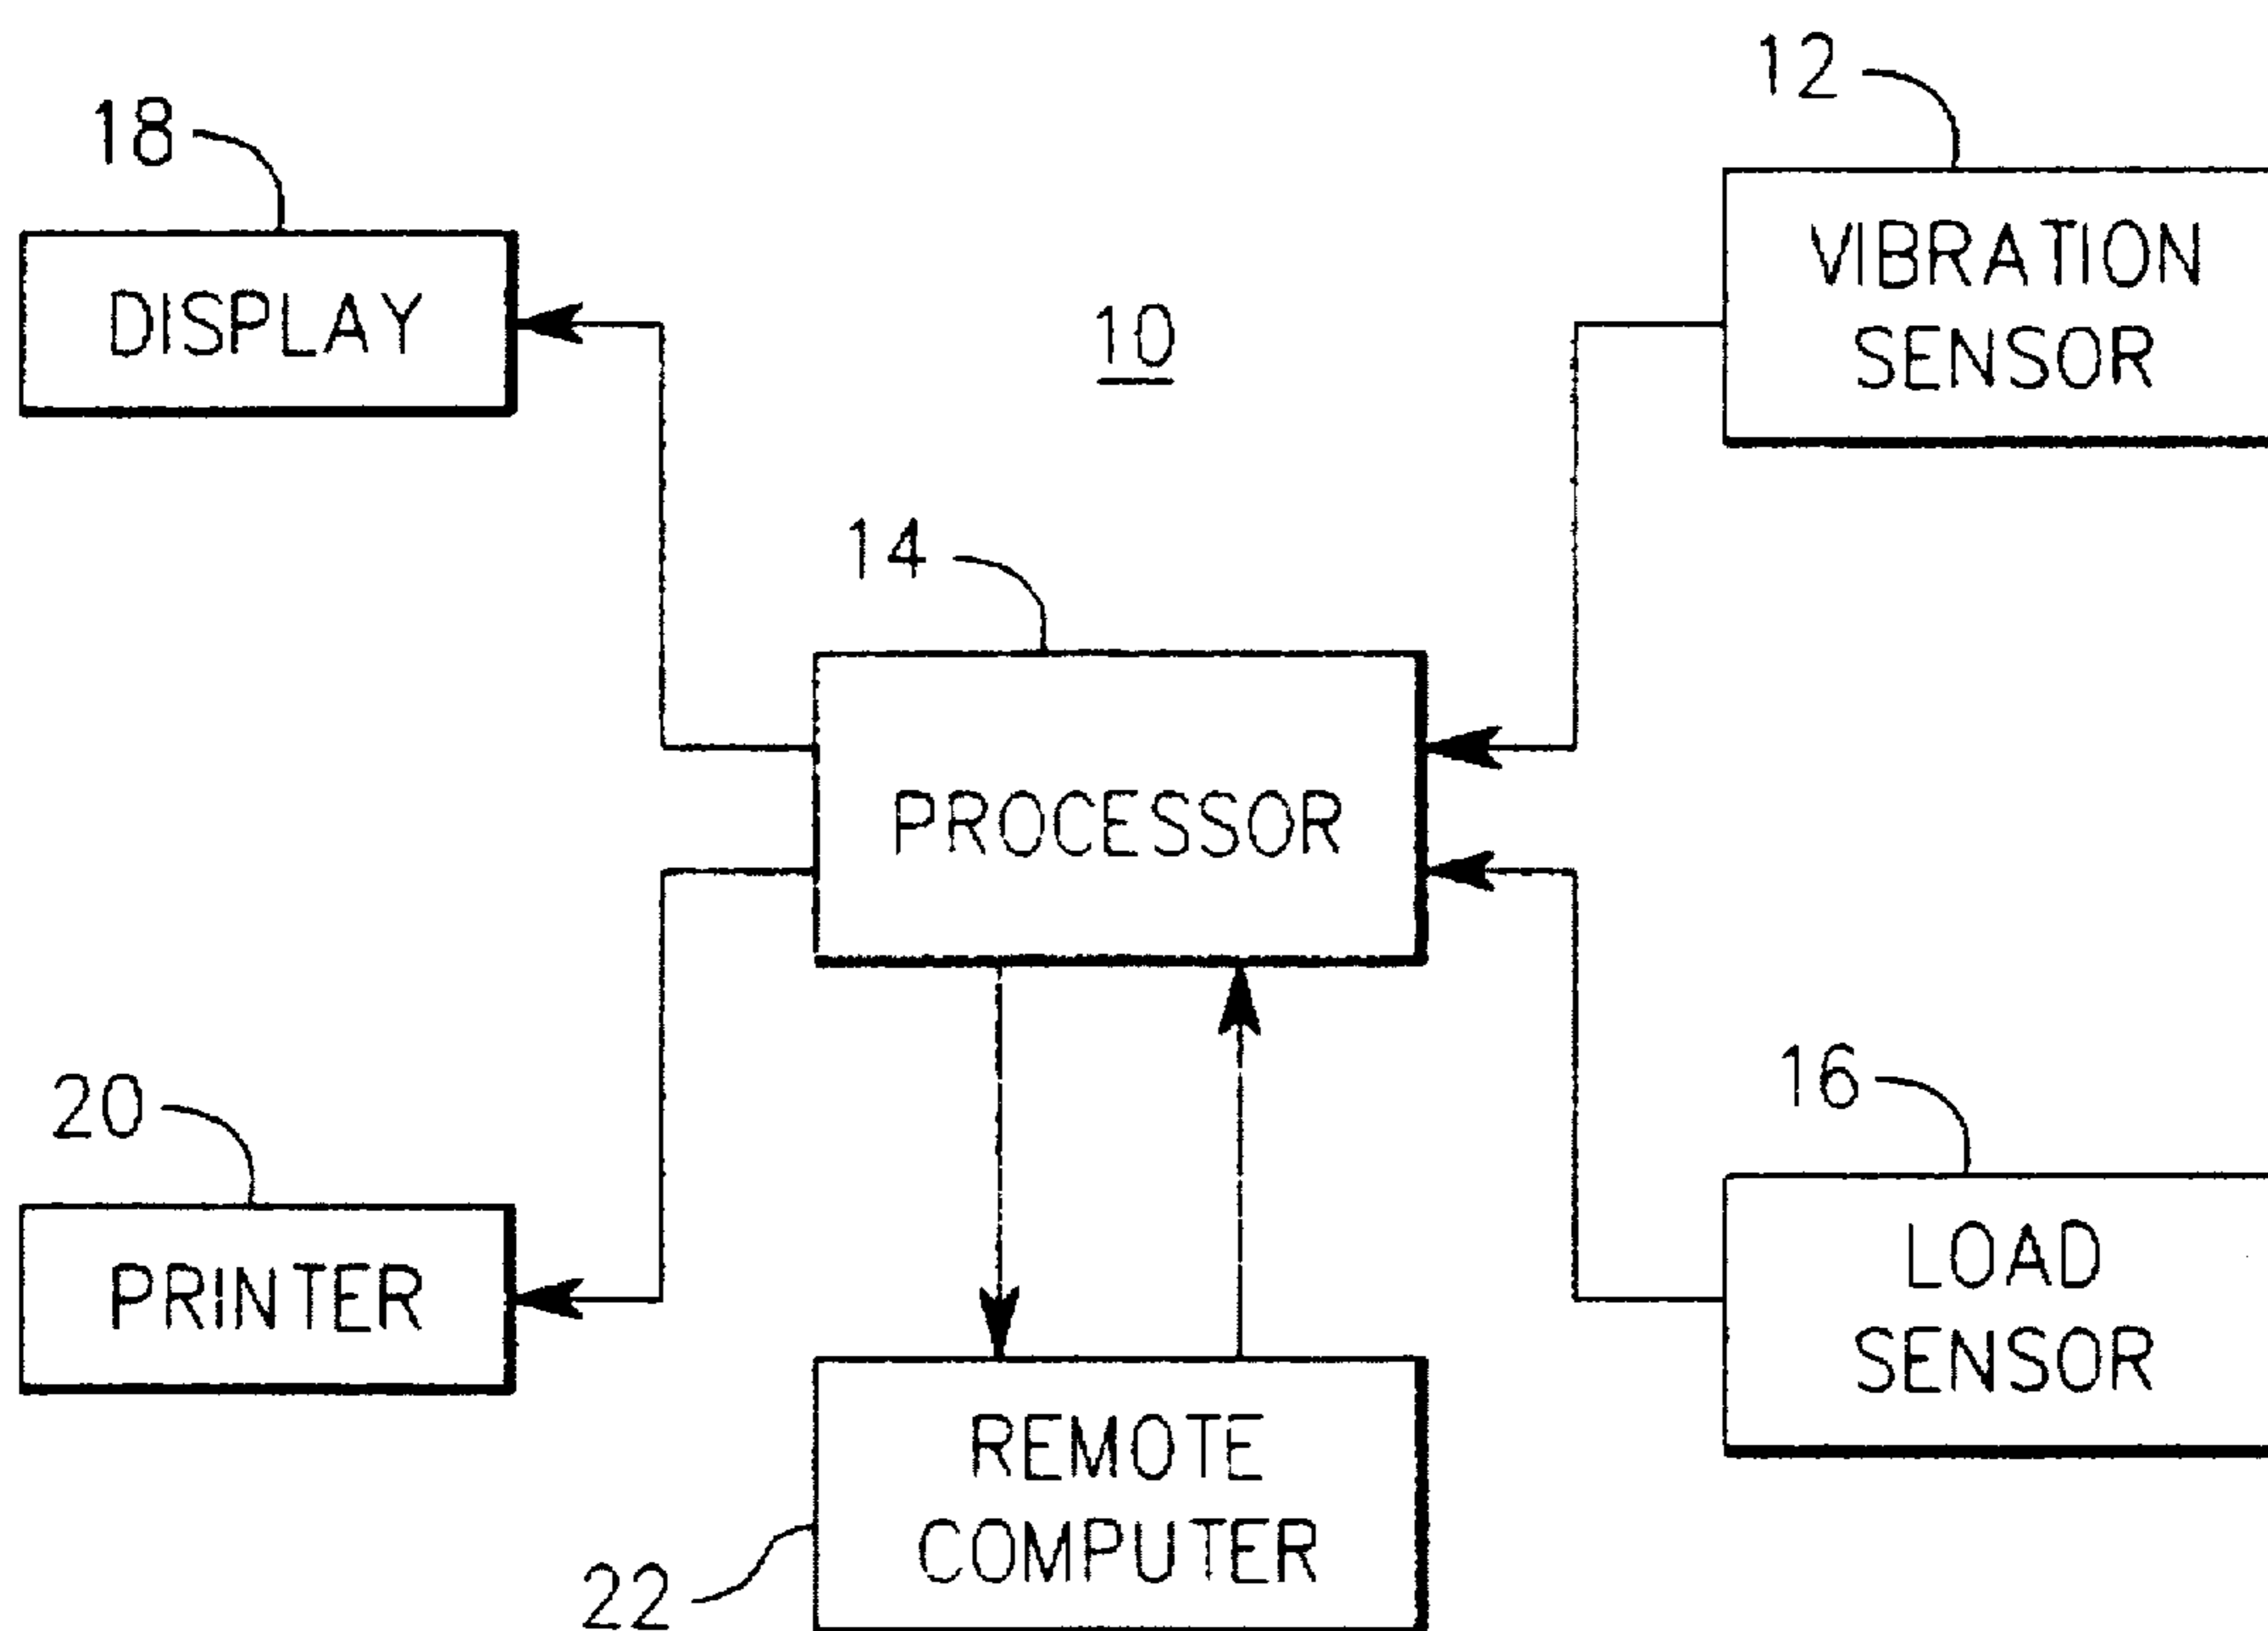 12
18
VIBRATION
SENSOR
DISPLAY
10
14
PROCESSOR
16
20
LOAD
SENSOR
PRINTER
REMOTE
COMPUTER
22